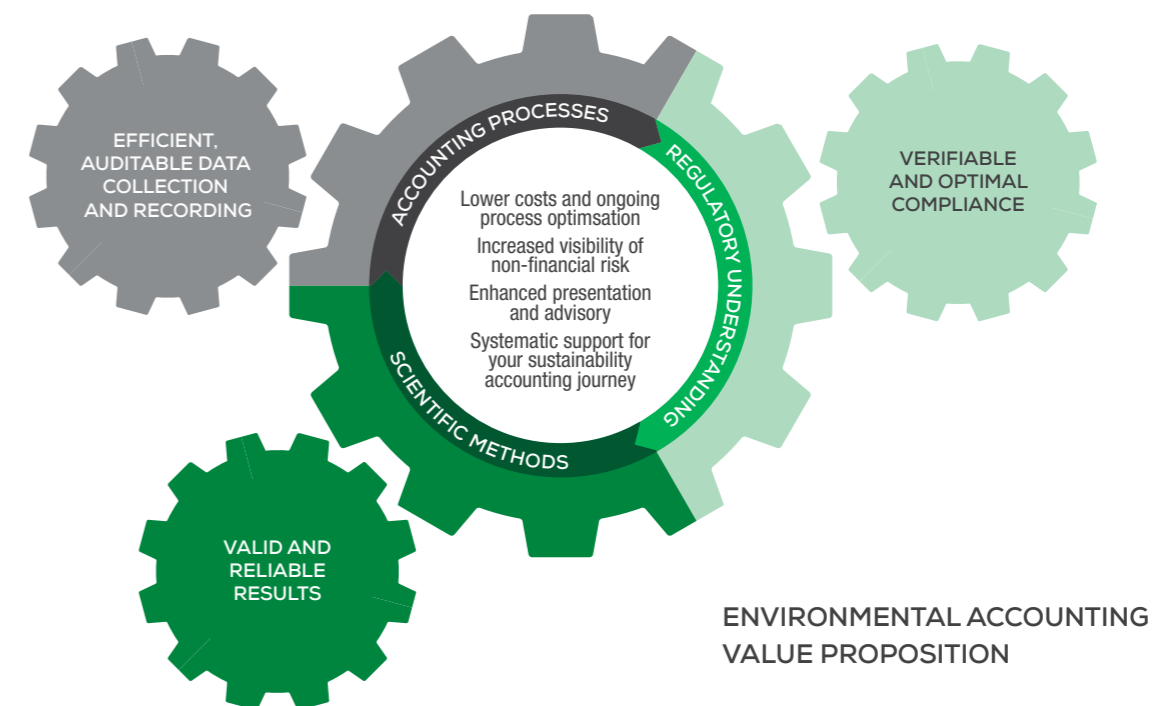 EFFICIENT,
AUDITABLE DATA
COLLECTION
AND RECORDING
ACCOUNTING PROCESSES
REGULATORY UNDERSTANDING
SCIENTIFIC METHODS
Lower costs and ongoing
process optimsation
Increased visibility of
non-financial risk
Enhanced presentation
and advisory
Systematic support for
your sustainability
accounting journey
VERIFIABLE
AND OPTIMAL
COMPLIANCE
VALID AND
RELIABLE
RESULTS
ENVIRONMENTAL ACCOUNTING
VALUE PROPOSITION